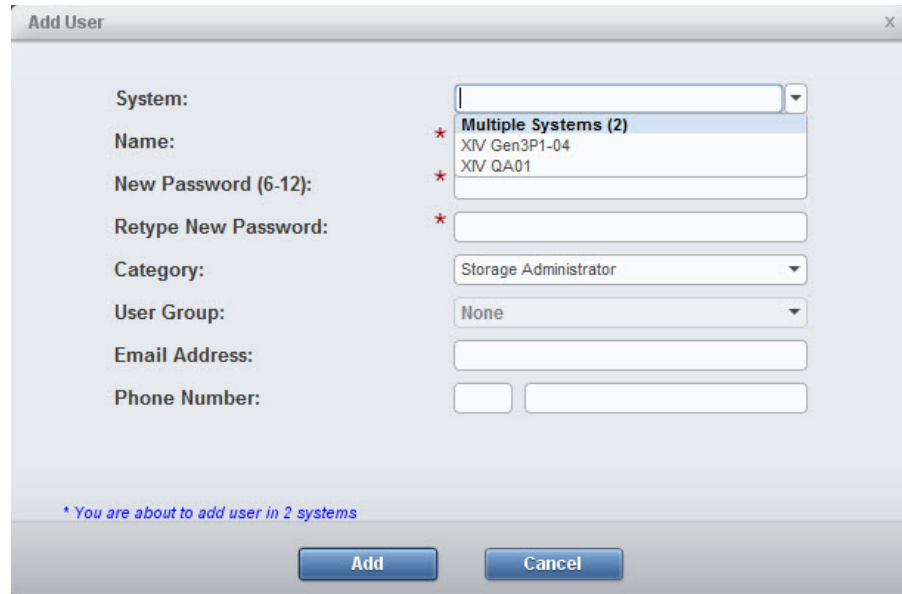 Add User x
System:
Multiple Systems (2)
Name: *
XIV Gen3P1-04
XIV QA01
New Password (6-12): *
Retype New Password: *
Category: Storage Administrator
User Group: None
Email Address:
Phone Number:
* You are about to add user in 2 systems
Add Cancel